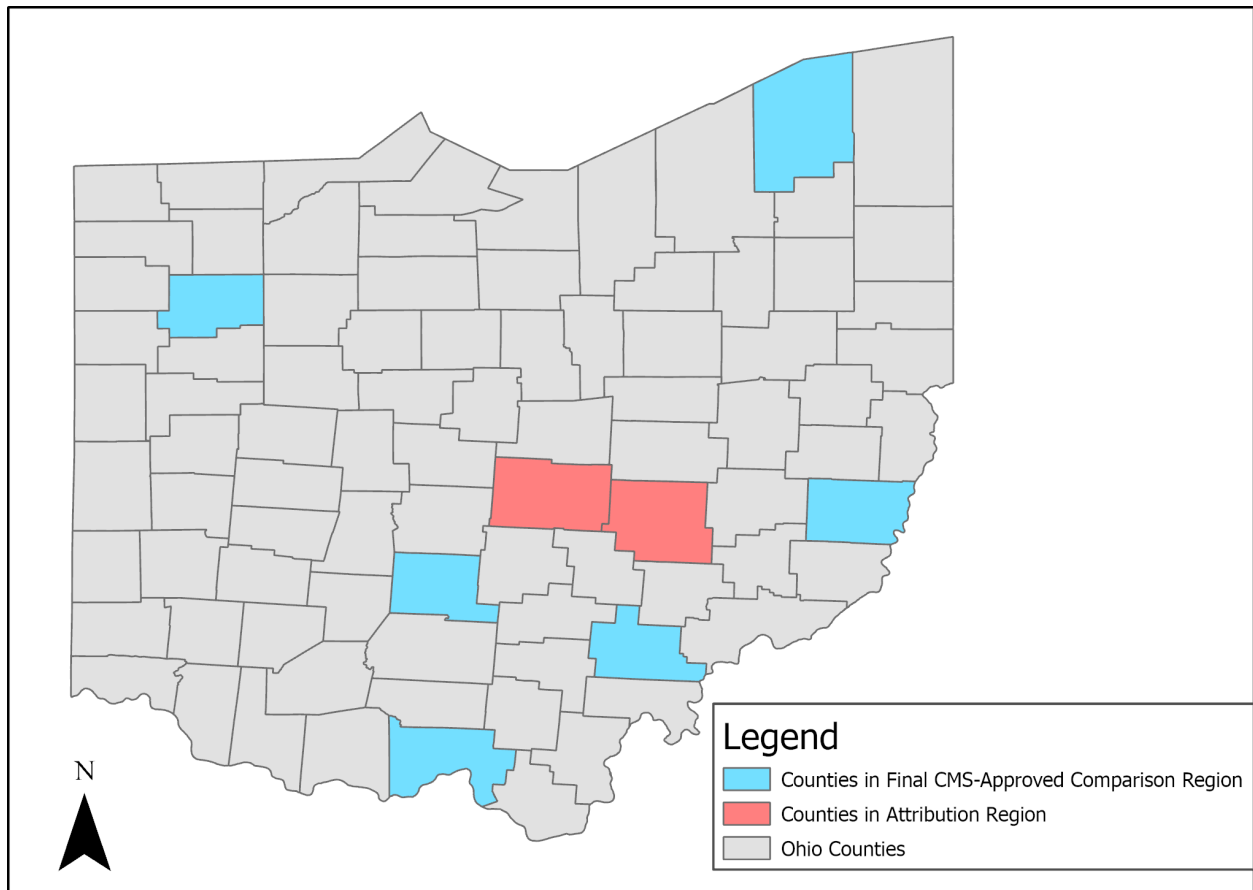 Legend
N
Counties in Final CMS-Approved Comparison Region
Counties in Attribution Region
Ohio Counties